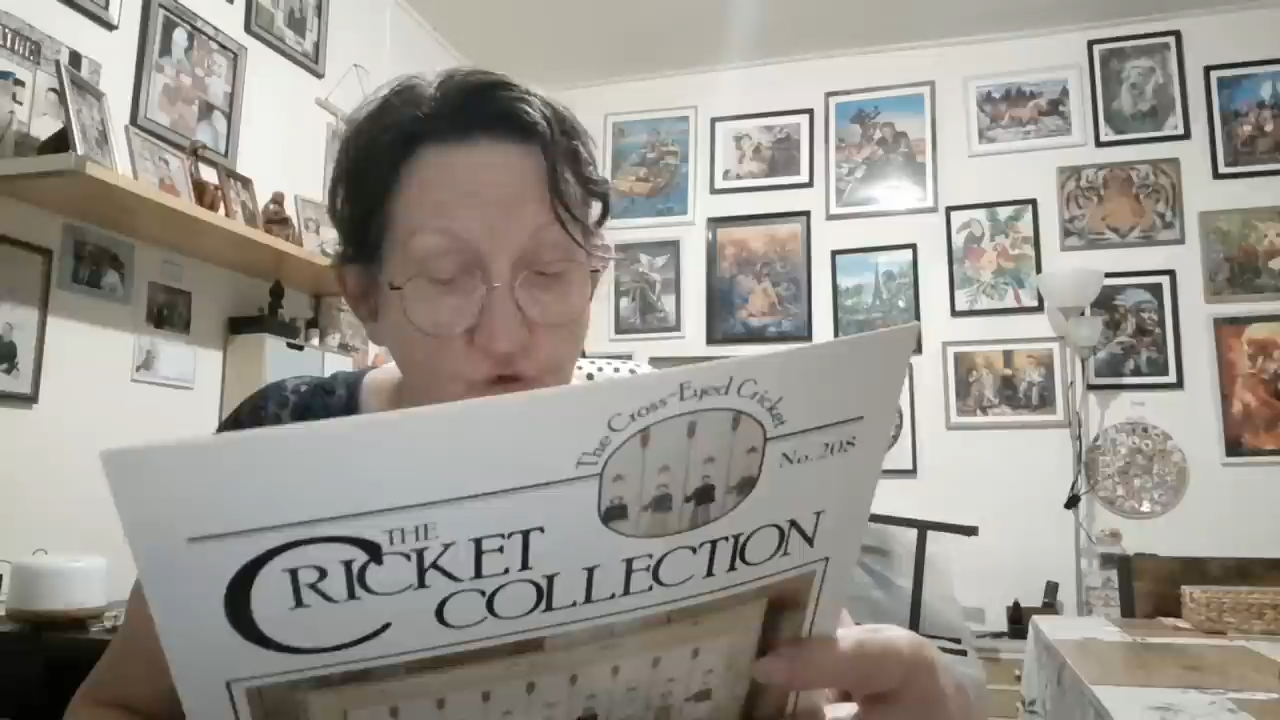 The Cross-Eyed Cricket
No. 208
THE
CRICKET
COLLECTION